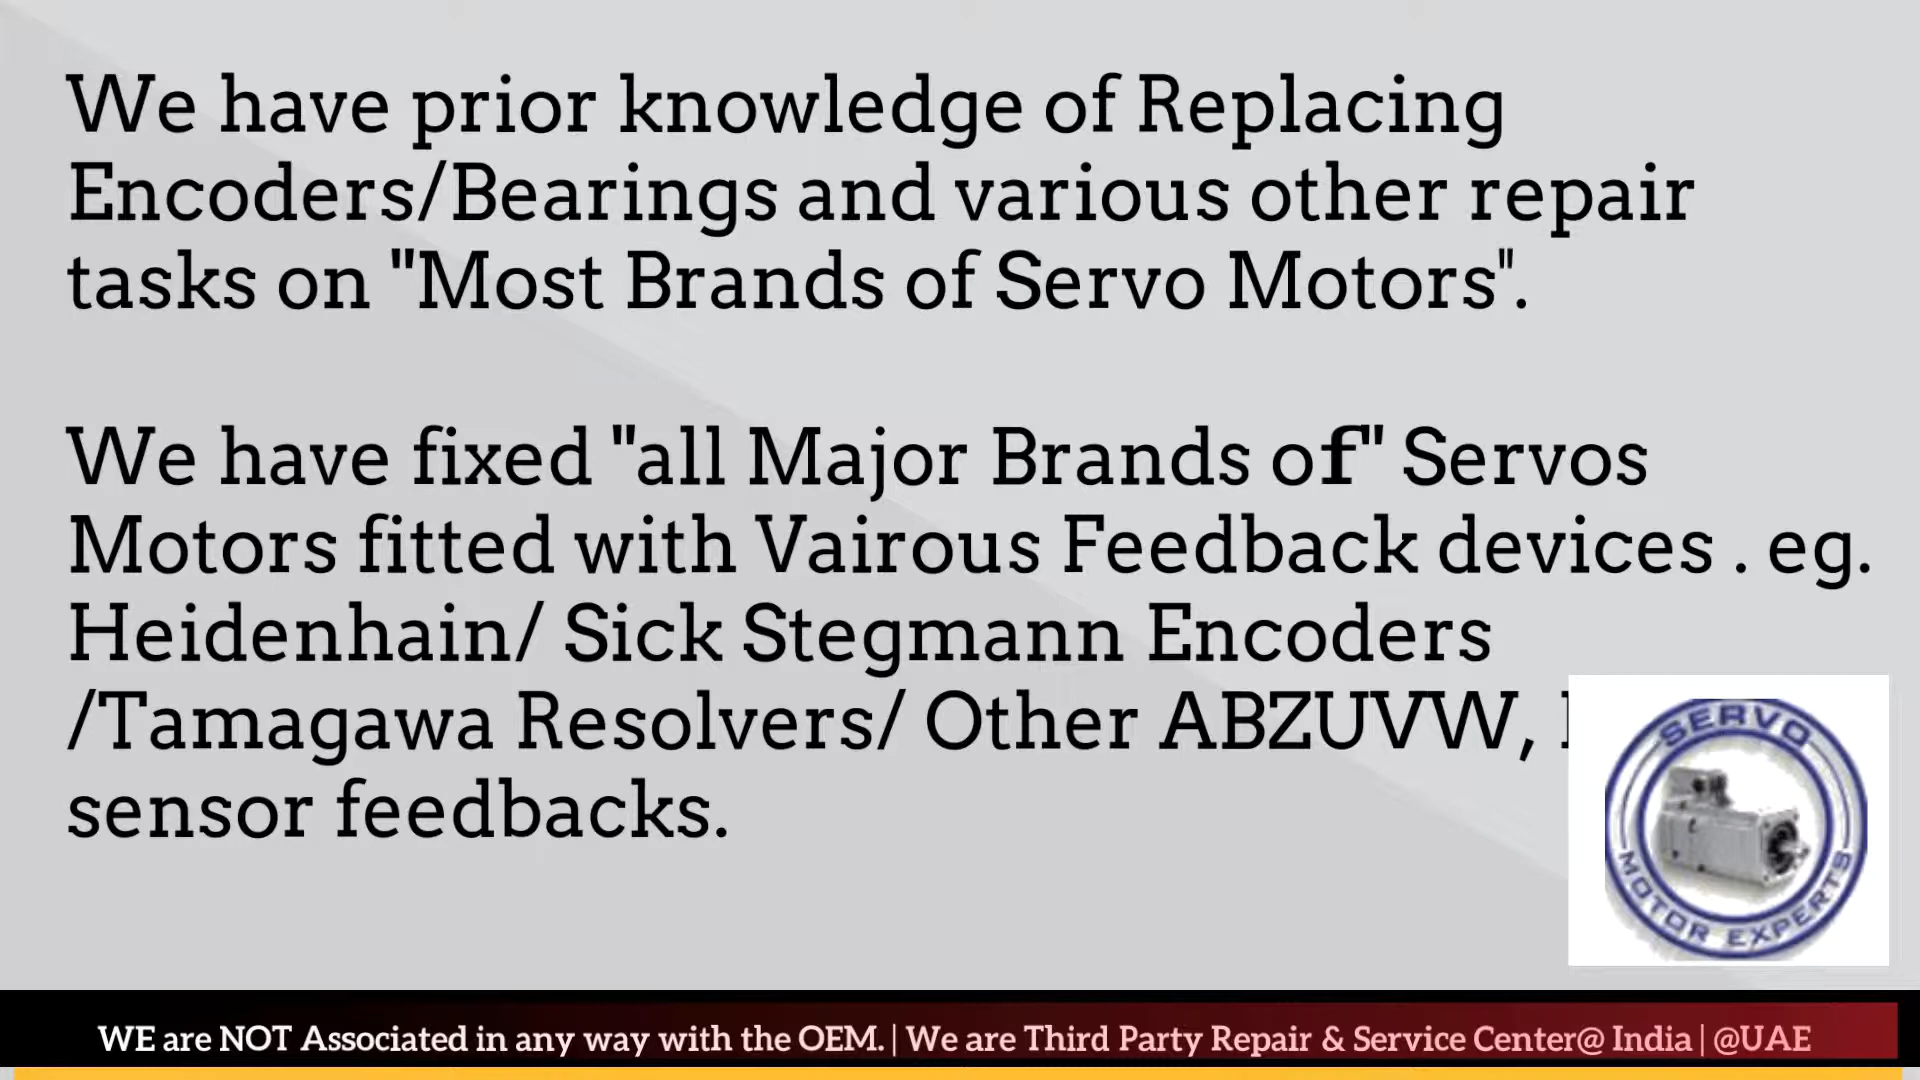 We have prior knowledge of Replacing
Encoders/Bearings and various other repair
tasks on "Most Brands of Servo Motors".
We have fixed "all Major Brands of" Servos
Motors fitted with Vairous Feedback devices . eg.
Heidenhain/ Sick Stegmann Encoders
/Tamagawa Resolvers/ Other ABZUVW,
sensor feedbacks.
SERVO
MOTOR EXPERTS
WE are NOT Associated in any way with the OEM. | We are Third Party Repair & Service Center@ India | @UAE